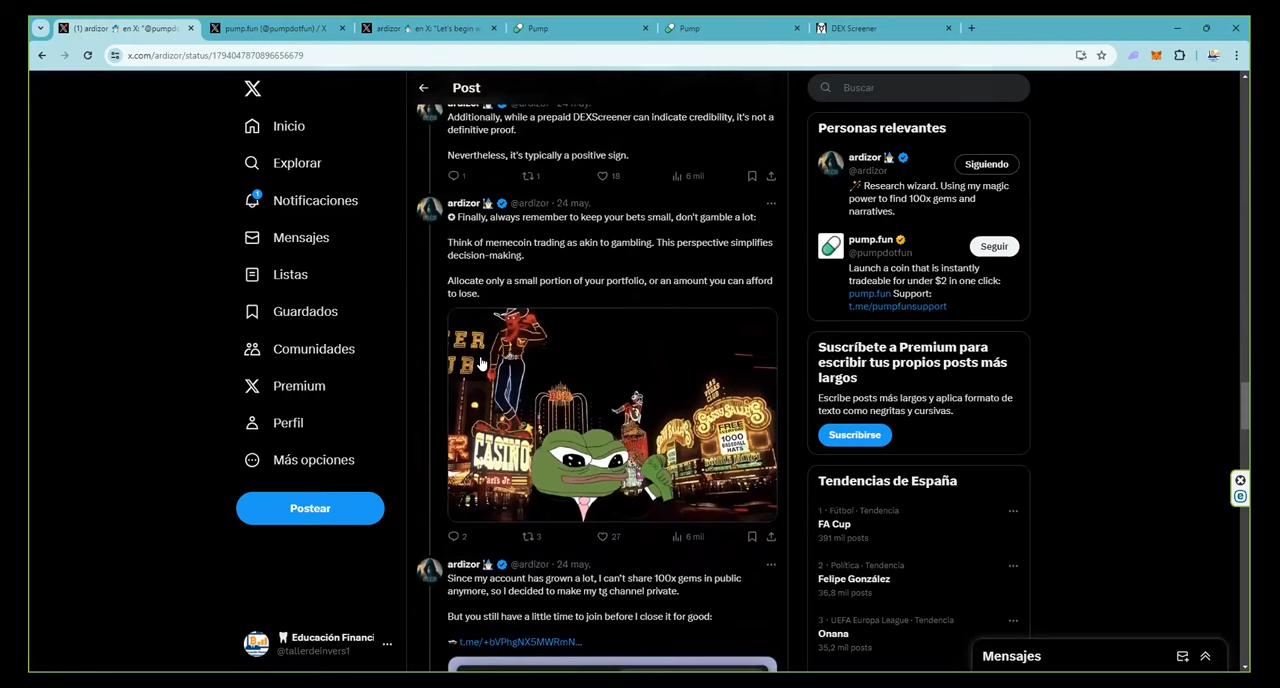 (1) ardizor en X: "@pumpd
pump.fun (@pumpdotfun) / X
ardizor en X: "Let's begin w
Pump
Pump
DEX Screener
x.com/ardizor/status/1794047870896656679
Inicio
Explorar
1
Notificaciones
Mensajes
Listas
Guardados
Comunidades
Premium
Perfil
Más opciones
Postear
Educación Financi
@tallerdeinvers1
Post
ardizor @ardizor · 24 may.
Additionally, while a prepaid DEXScreener can indicate credibility, it's not a
definitive proof.
Nevertheless, it's typically a positive sign.
1 1 18 6 mil
ardizor @ardizor · 24 may.
✪ Finally, always remember to keep your bets small, don't gamble a lot:
Think of memecoin trading as akin to gambling. This perspective simplifies
decision-making.
Allocate only a small portion of your portfolio, or an amount you can afford
to lose.
ER
UB
CASINO
LAS VEGAS CLUB
SASSY SALLY'S
FREE
1000
BASEBALL
HATS
2 3 27 6 mil
ardizor @ardizor · 24 may.
Since my account has grown a lot, I can't share 100x gems in public
anymore, so I decided to make my tg channel private.
But you still have a little time to join before I close it for good:
t.me/+bVPhgNX5MWRmN...
Buscar
Personas relevantes
ardizor
@ardizor
Siguiendo
Research wizard. Using my magic
power to find 100x gems and
narratives.
pump.fun
@pumpdotfun
Seguir
Launch a coin that is instantly
tradeable for under $2 in one click:
pump.fun Support:
t.me/pumpfunsupport
Suscríbete a Premium para
escribir tus propios posts más
largos
Escribe posts más largos y aplica formato de
texto como negritas y cursivas.
Suscribirse
Tendencias de España
1 · Fútbol · Tendencia
FA Cup
391 mil posts
2 · Política · Tendencia
Felipe González
36,8 mil posts
3 · UEFA Europa League · Tendencia
Onana
35,2 mil posts
Mensajes